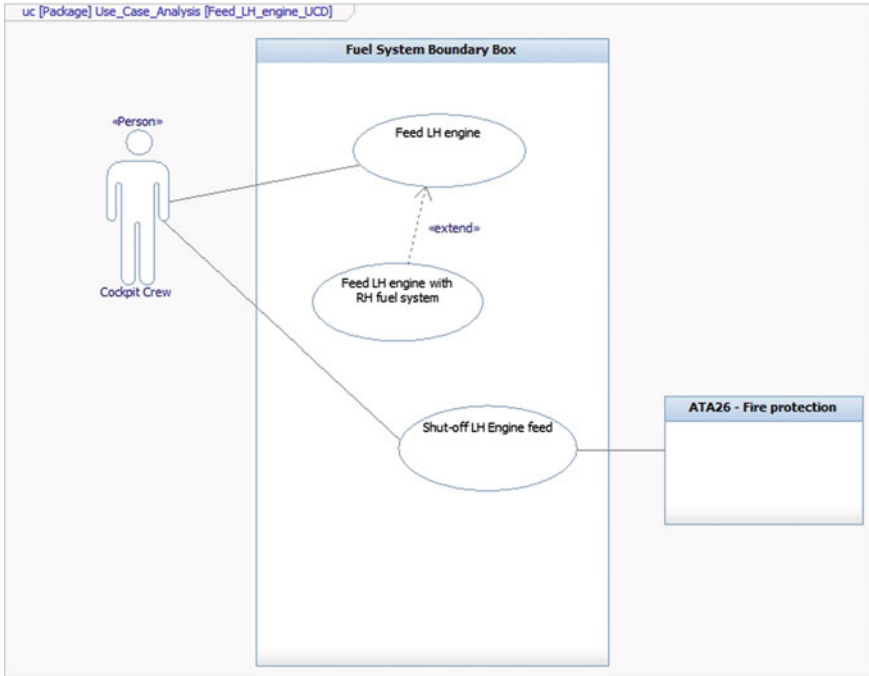 uc [Package] Use_Case_Analysis [Feed_LH_engine_UCD]
Fuel System Boundary Box
«Person»
Feed LH engine
«extend»
Cockpit Crew
Feed LH engine with
RH fuel system
ATA26 - Fire protection
Shut-off LH Engine feed